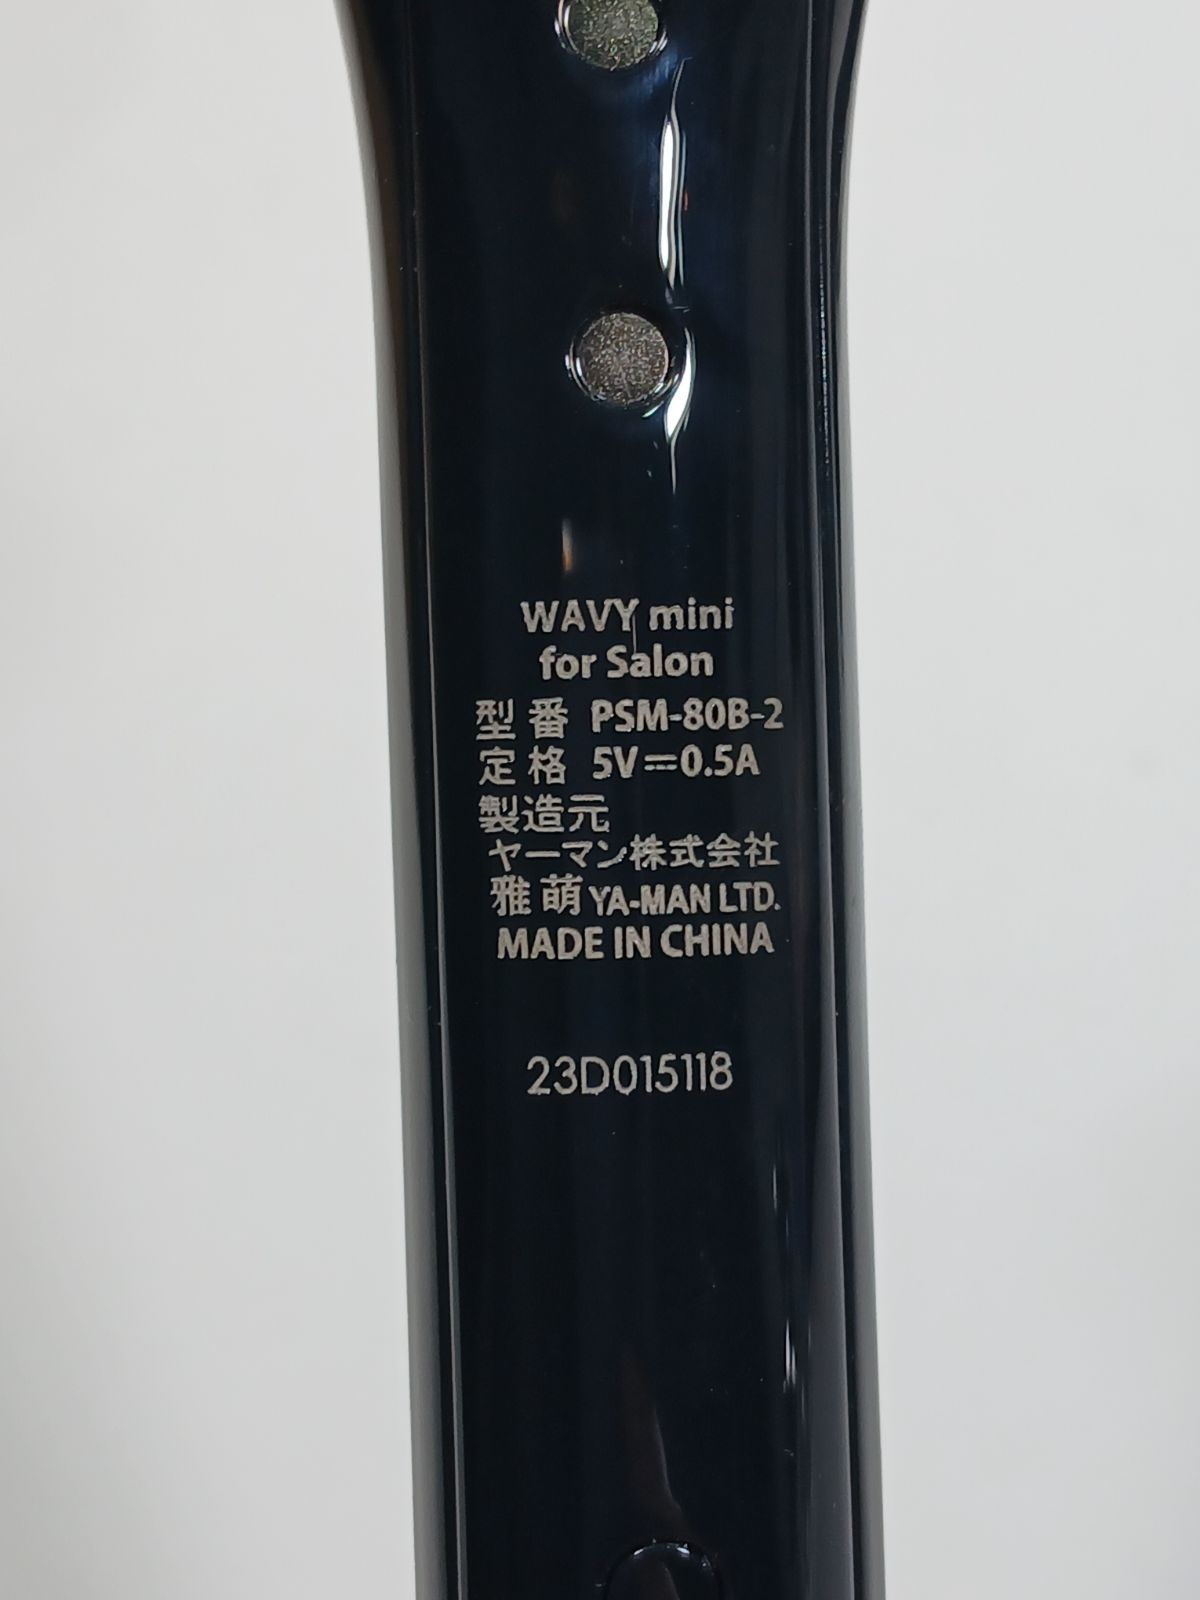 WAVY mini
for Salon
型番 PSM-80B-2
定格 5V⎓0.5A
製造元
ヤーマン株式会社
雅萌 YA-MAN LTD.
MADE IN CHINA
23D015118